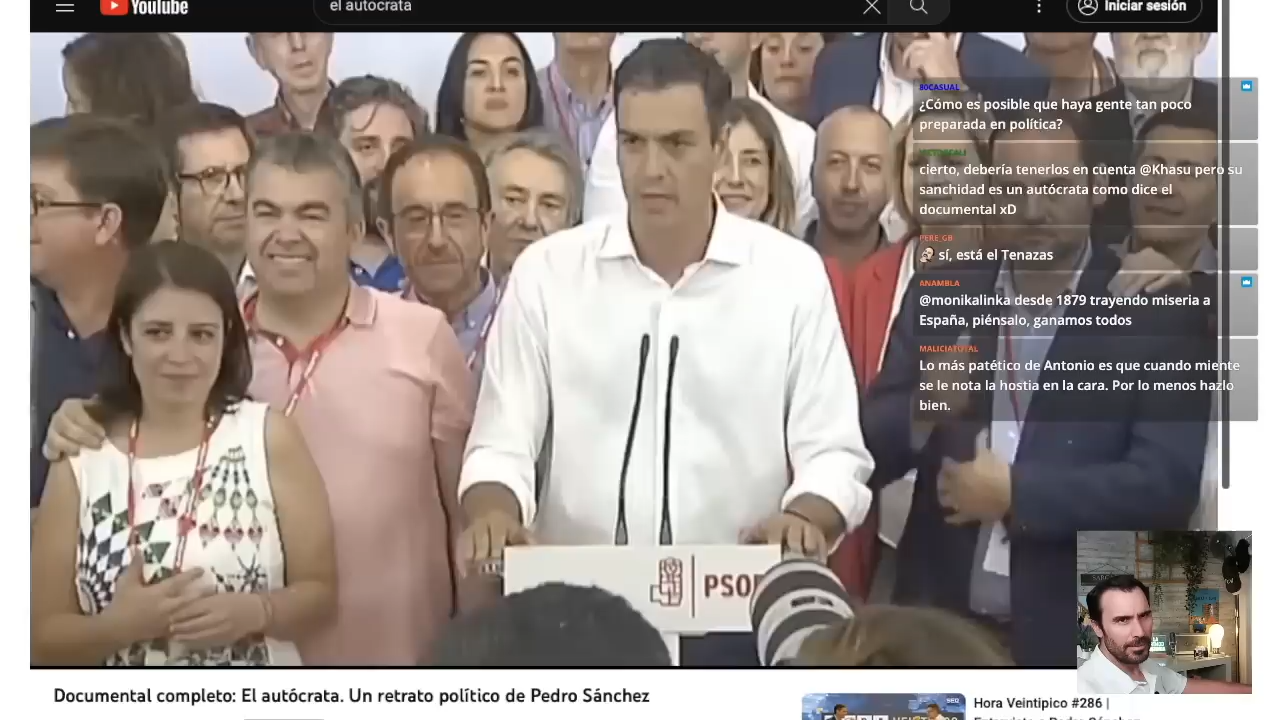 YouTube
el autocrata
Iniciar sesión
80CASUAL
¿Cómo es posible que haya gente tan poco
preparada en política?
cierto, debería tenerlos en cuenta @Khasu pero su
sanchidad es un autócrata como dice el
documental xD
PERE_GB
sí, está el Tenazas
ANAMBLA
@monikalinka desde 1879 trayendo miseria a
España, piénsalo, ganamos todos
MALICIATOTAL
Lo más patético de Antonio es que cuando miente
se le nota la hostia en la cara. Por lo menos hazlo
bien.
PSOE
Documental completo: El autócrata. Un retrato político de Pedro Sánchez
Hora Veintipico #286 |